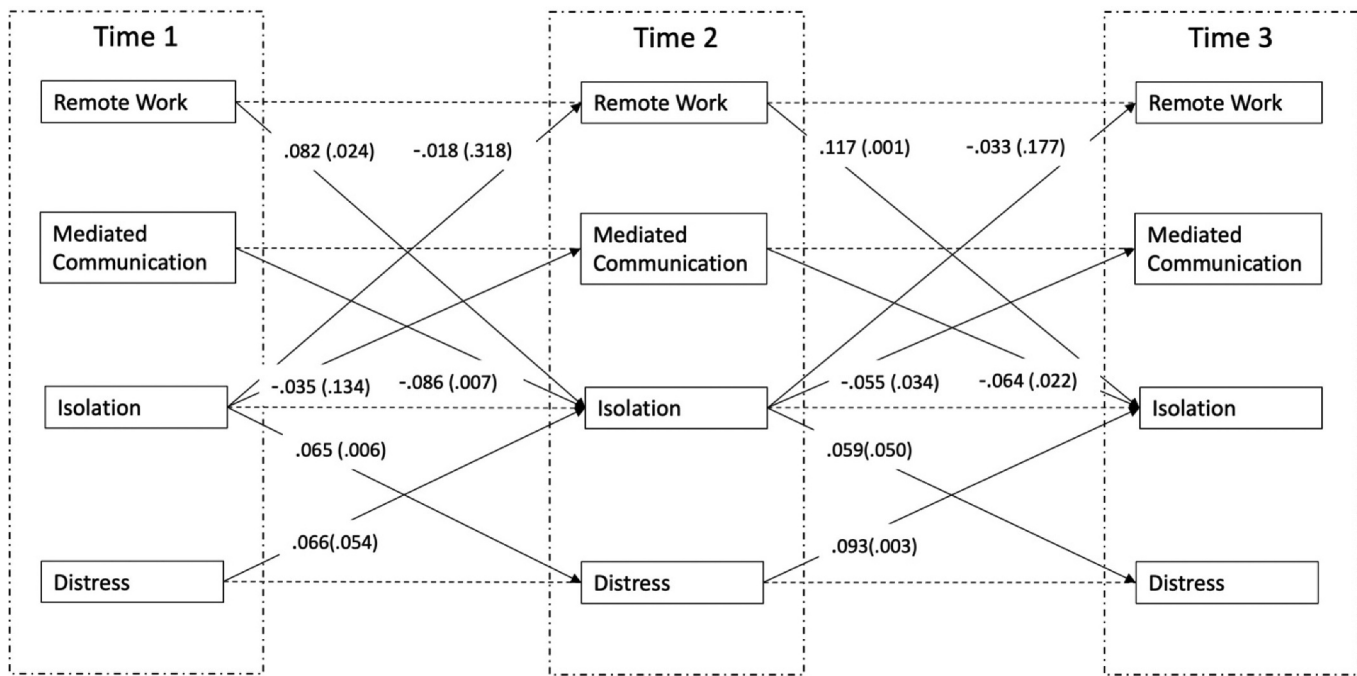 Time 1
Time 2
Time 3
Remote Work
Remote Work
Remote Work
.082 (.024)
-.018 (.318)
.117 (.001)
-.033 (.177)
Mediated
Communication
Mediated
Communication
Mediated
Communication
-.035 (.134)
-.086 (.007)
-.055 (.034)
-.064 (.022)
Isolation
Isolation
Isolation
.065 (.006)
.059(.050)
.066(.054)
.093(.003)
Distress
Distress
Distress